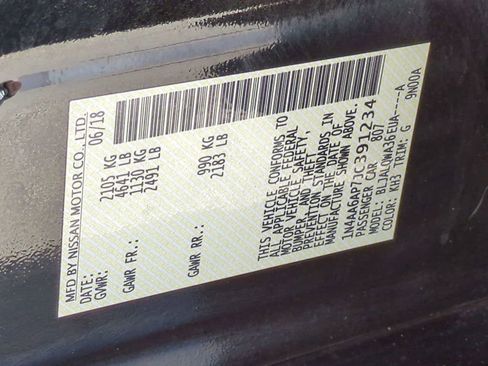 MFD BY NISSAN MOTOR CO., LTD.
DATE: 06/18
GVWR: 2105 KG
4641 LB
GAWR FR.: 1130 KG
2491 LB
GAWR RR.: 990 KG
2183 LB
THIS VEHICLE CONFORMS TO
ALL APPLICABLE FEDERAL
MOTOR VEHICLE SAFETY,
BUMPER, AND THEFT
PREVENTION STANDARDS IN
EFFECT ON THE DATE OF
MANUFACTURE SHOWN ABOVE.
1N4AA6AP7JC391234
PASSENGER CAR 807
MODEL: BLJALQWA36EUA----A
COLOR: KH3 TRIM: G 9N00A